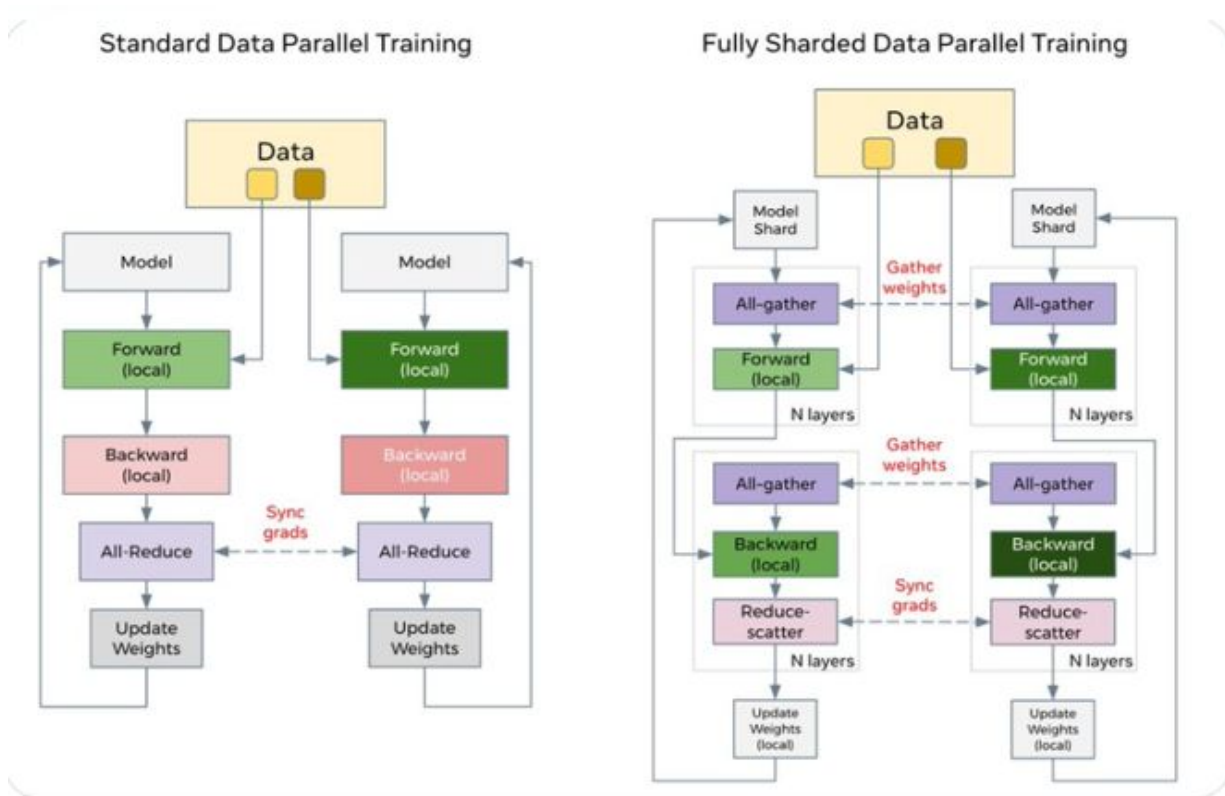 Standard Data Parallel Training
Data
Model
Model
Forward
(local)
Forward
(local)
Backward
(local)
Backward
(local)
Sync
grads
All-Reduce
All-Reduce
Update
Weights
Update
Weights
Fully Sharded Data Parallel Training
Data
Model
Shard
Model
Shard
Gather
weights
All-gather
All-gather
Forward
(local)
Forward
(local)
N layers
N layers
Gather
weights
All-gather
All-gather
Backward
(local)
Backward
(local)
Sync
grads
Reduce-
scatter
Reduce-
scatter
N layers
N layers
Update
Weights
(local)
Update
Weights
(local)